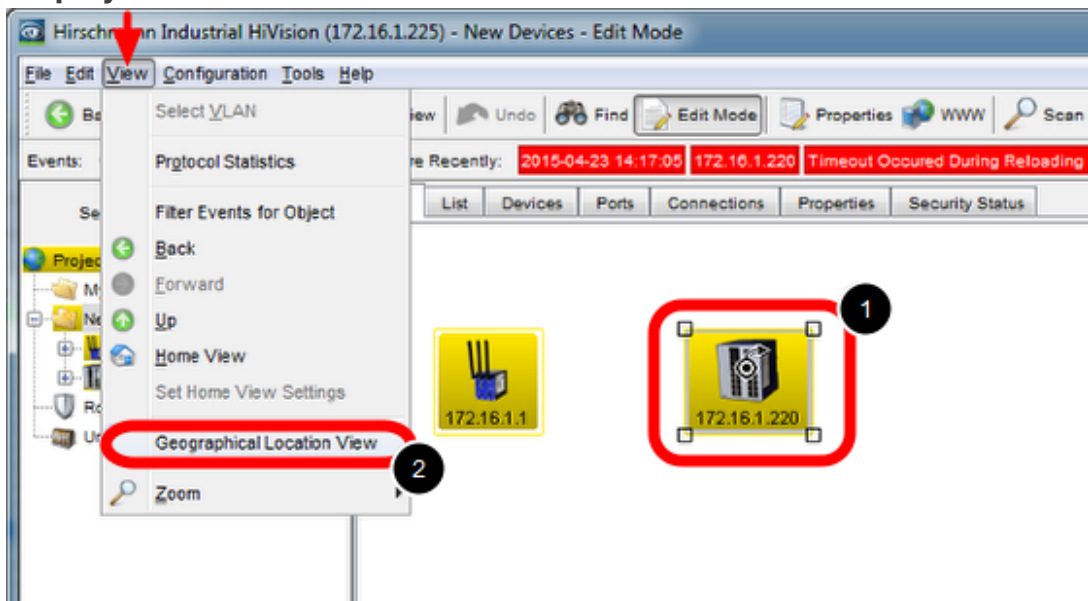 Hirschmann Industrial HiVision (172.16.1.225) - New Devices - Edit Mode
File Edit View Configuration Tools Help
Undo Find Edit Mode Properties WWW Scan
Events: Recently: 2015-04-23 14:17:05 172.16.1.220 Timeout Occured During Reloading
List Devices Ports Connections Properties Security Status
Select VLAN
Protocol Statistics
Filter Events for Object
Back
Forward
Up
Home View
Set Home View Settings
Geographical Location View
Zoom
172.16.1.1
172.16.1.220
1
2